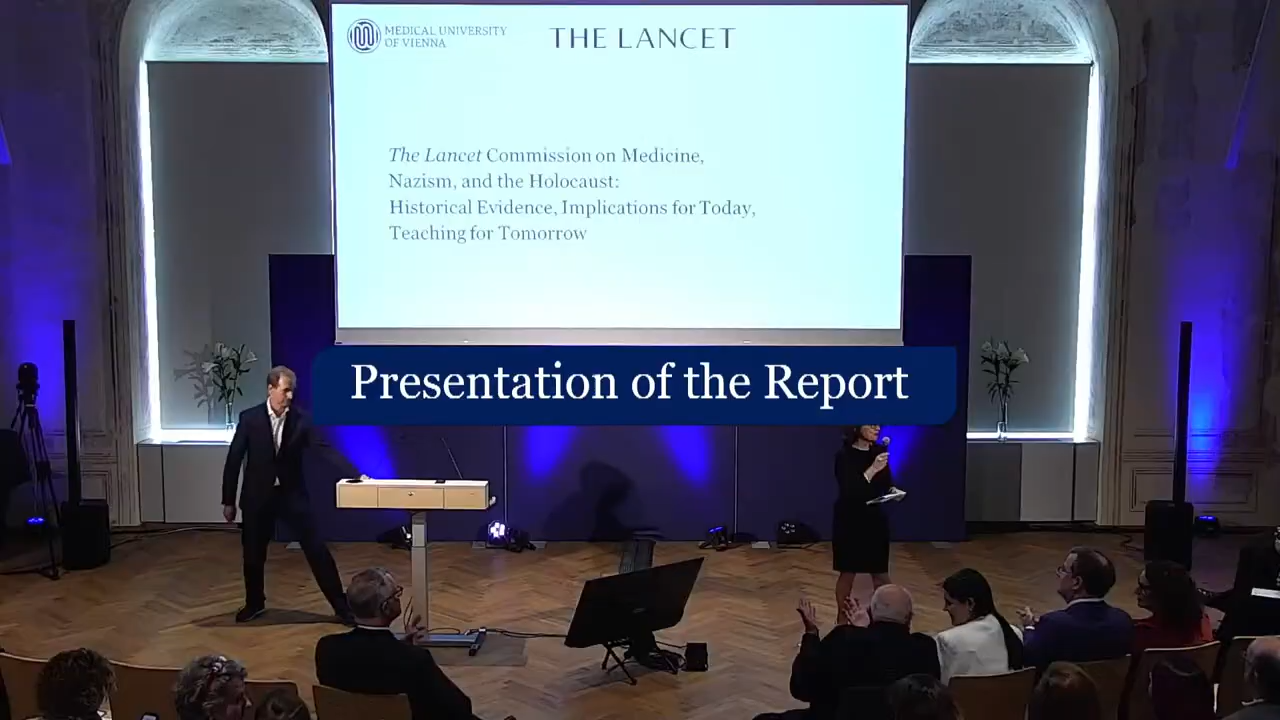 MEDICAL UNIVERSITY
OF VIENNA
THE LANCET
The Lancet Commission on Medicine,
Nazism, and the Holocaust:
Historical Evidence, Implications for Today,
Teaching for Tomorrow
Presentation of the Report